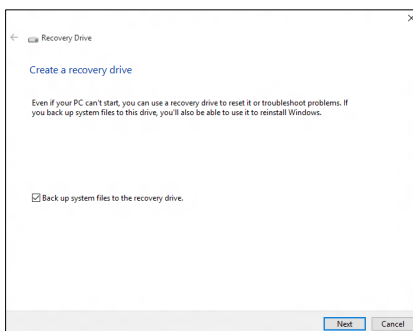 Recovery Drive
Create a recovery drive
Even if your PC can't start, you can use a recovery drive to reset it or troubleshoot problems. If
you back up system files to this drive, you'll also be able to use it to reinstall Windows.
Back up system files to the recovery drive.
Next Cancel